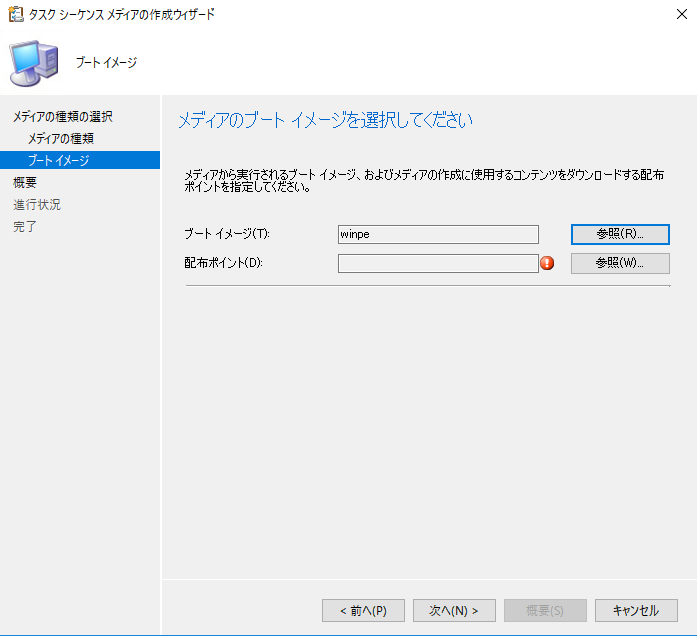 タスク シーケンス メディアの作成ウィザード
ブート イメージ
メディアの種類の選択
メディアの種類
ブート イメージ
概要
進行状況
完了
メディアのブート イメージを選択してください
メディアから実行されるブート イメージ、およびメディアの作成に使用するコンテンツをダウンロードする配布
ポイントを指定してください。
ブート イメージ(T):
winpe
参照(R)...
配布ポイント(D):
参照(W)...
< 前へ(P)
次へ(N) >
概要(S)
キャンセル